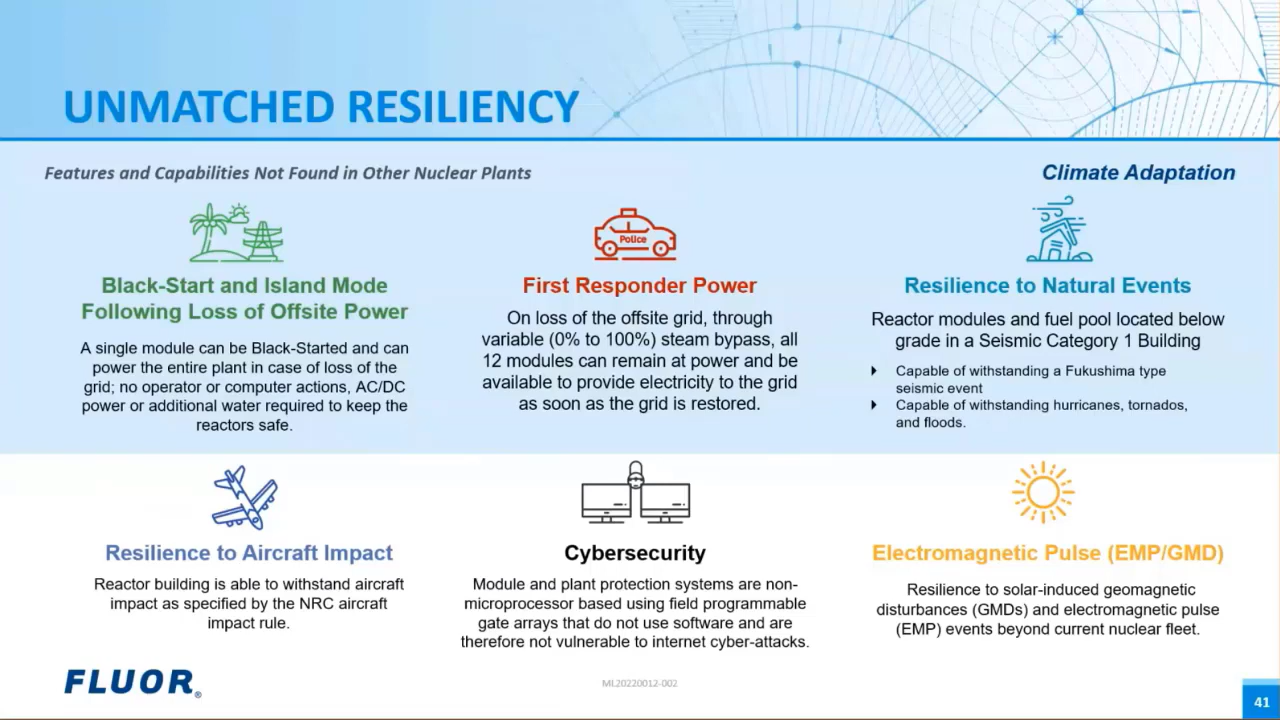 UNMATCHED RESILIENCY
Features and Capabilities Not Found in Other Nuclear Plants
Climate Adaptation
Black-Start and Island Mode
Following Loss of Offsite Power
A single module can be Black-Started and can
power the entire plant in case of loss of the
grid; no operator or computer actions, AC/DC
power or additional water required to keep the
reactors safe.
Police
First Responder Power
On loss of the offsite grid, through
variable (0% to 100%) steam bypass, all
12 modules can remain at power and be
available to provide electricity to the grid
as soon as the grid is restored.
Resilience to Natural Events
Reactor modules and fuel pool located below
grade in a Seismic Category 1 Building
Capable of withstanding a Fukushima type
seismic event
Capable of withstanding hurricanes, tornados,
and floods.
Resilience to Aircraft Impact
Reactor building is able to withstand aircraft
impact as specified by the NRC aircraft
impact rule.
Cybersecurity
Module and plant protection systems are non-
microprocessor based using field programmable
gate arrays that do not use software and are
therefore not vulnerable to internet cyber-attacks.
Electromagnetic Pulse (EMP/GMD)
Resilience to solar-induced geomagnetic
disturbances (GMDs) and electromagnetic pulse
(EMP) events beyond current nuclear fleet.
FLUOR®
ML20220012-002
41